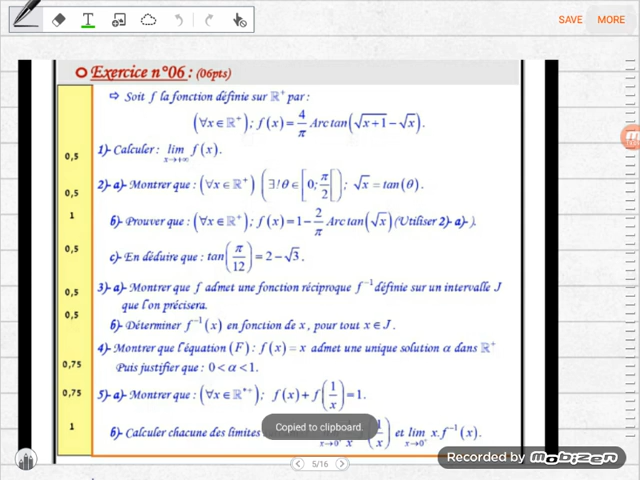 SAVE
MORE
Exercice n°06 : (06pts)
⇨ Soit f la fonction définie sur ℝ⁺ par :
(∀x ∈ ℝ⁺) ; f(x) = 4/π Arctan(√(x+1) − √x).
0,5
1)- Calculer : lim x→+∞ f(x).
0,5
2)- a)- Montrer que : (∀x ∈ ℝ⁺) (∃!θ ∈ [0; π/2[) ; √x = tan(θ).
1
b)- Prouver que : (∀x ∈ ℝ⁺) ; f(x) = 1 − 2/π Arctan(√x) (Utiliser 2)- a)- ).
0,5
c)- En déduire que : tan(π/12) = 2 − √3.
0,5
3)- a)- Montrer que f admet une fonction réciproque f⁻¹ définie sur un intervalle J
que l'on précisera.
0,5
b)- Déterminer f⁻¹(x) en fonction de x, pour tout x ∈ J.
4)- Montrer que l'équation (F) : f(x) = x admet une unique solution α dans ℝ⁺
0,75
Puis justifier que : 0 < α < 1.
0,75
5)- a)- Montrer que : (∀x ∈ ℝ*⁺) ; f(x) + f(1/x) = 1.
1
b)- Calculer chacune des limites x→0⁺ x (1/x) et lim x→0⁺ x.f⁻¹(x).
Copied to clipboard.
Recorded by mobizen
5/16